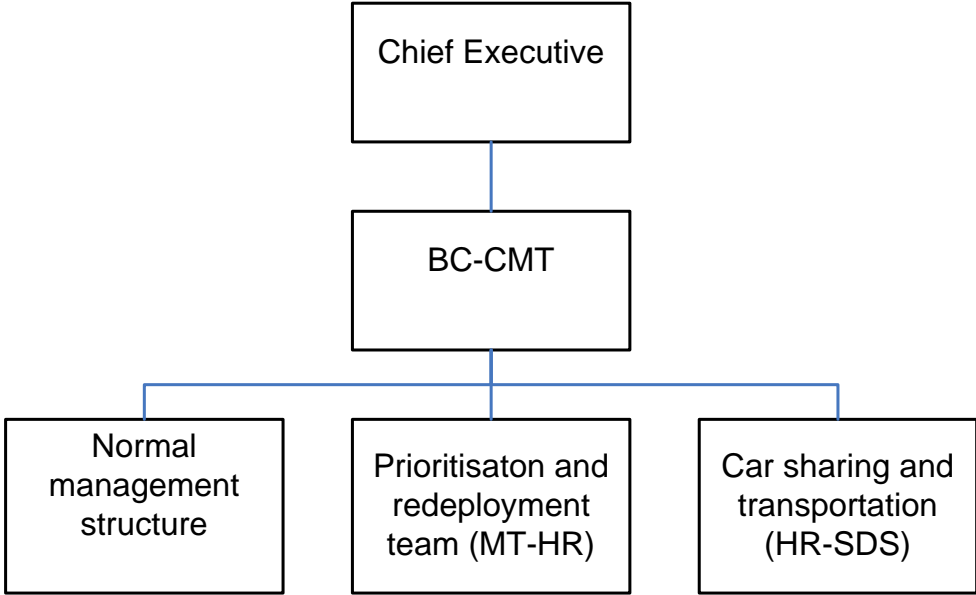 Chief Executive
BC-CMT
Normal
management
structure
Prioritisaton and
redeployment
team (MT-HR)
Car sharing and
transportation
(HR-SDS)